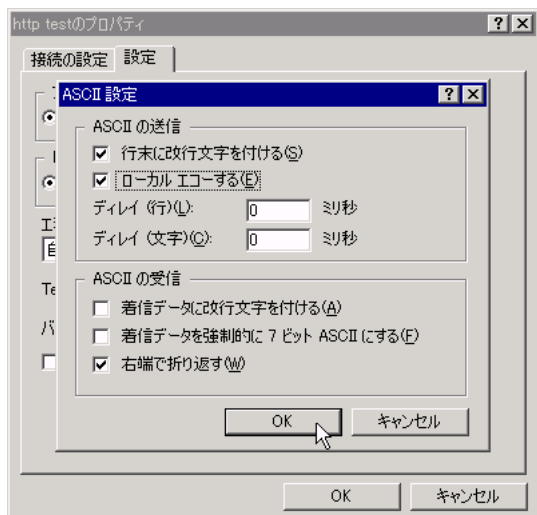 http testのプロパティ
接続の設定 設定
ASCII 設定
ASCII の送信
行末に改行文字を付ける(S)
ローカル エコーする(E)
ディレイ (行)(L): 0 ミリ秒
ディレイ (文字)(C): 0 ミリ秒
ASCII の受信
着信データに改行文字を付ける(A)
着信データを強制的に 7 ビット ASCII にする(F)
右端で折り返す(W)
OK キャンセル
OK キャンセル